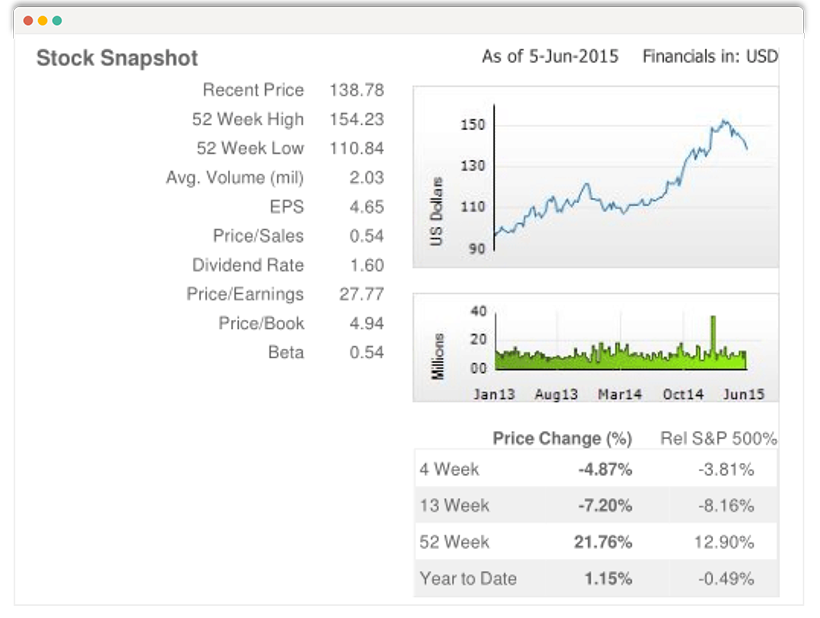 Stock Snapshot
As of 5-Jun-2015 Financials in: USD
Recent Price 138.78
52 Week High 154.23
52 Week Low 110.84
Avg. Volume (mil) 2.03
EPS 4.65
Price/Sales 0.54
Dividend Rate 1.60
Price/Earnings 27.77
Price/Book 4.94
Beta 0.54
US Dollars
150
130
110
90
Millions
40
20
00
Jan13 Aug13 Mar14 Oct14 Jun15
Price Change (%) Rel S&P 500%
4 Week -4.87% -3.81%
13 Week -7.20% -8.16%
52 Week 21.76% 12.90%
Year to Date 1.15% -0.49%